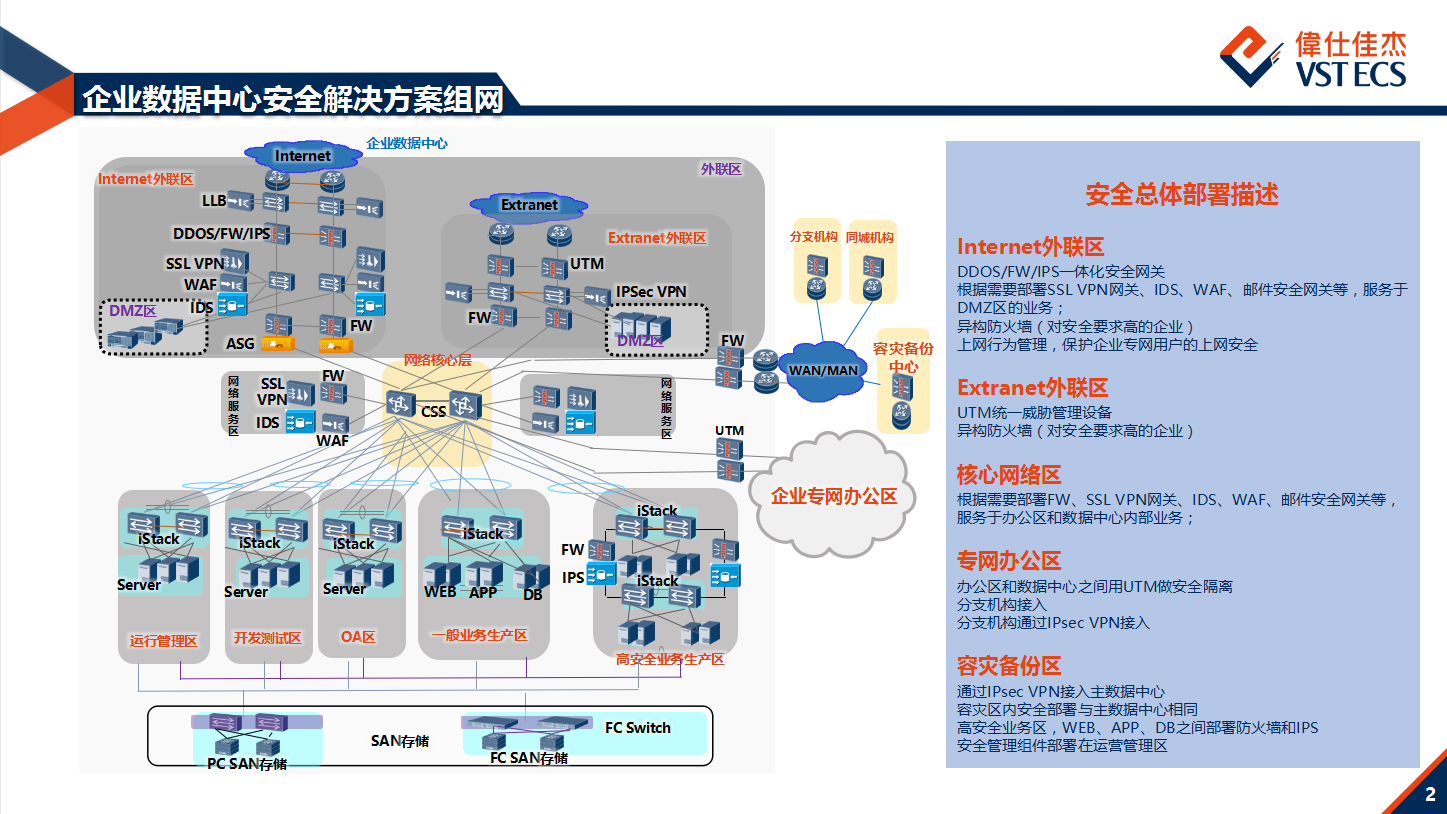 偉仕佳杰
VSTECS
企业数据中心安全解决方案组网
企业数据中心
Internet
外联区
Internet外联区
LLB
Extranet
DDOS/FW/IPS
Extranet外联区
分支机构
同城机构
SSL VPN
UTM
WAF
IPSec VPN
IDS
DMZ区
FW
FW
DMZ区
ASG
FW
容灾备份
中心
网络核心层
WAN/MAN
网络服务区
SSL
VPN
FW
IDS
WAF
CSS
网络服务区
UTM
企业专网办公区
iStack
iStack
iStack
iStack
iStack
FW
IPS
iStack
Server
Server
Server
WEB
APP
DB
运行管理区
开发测试区
OA区
一般业务生产区
高安全业务生产区
SAN存储
FC Switch
PC SAN存储
FC SAN存储
安全总体部署描述
Internet外联区
DDOS/FW/IPS一体化安全网关
根据需要部署SSL VPN网关、IDS、WAF、邮件安全网关等，服务于
DMZ区的业务；
异构防火墙（对安全要求高的企业）
上网行为管理，保护企业专网用户的上网安全
Extranet外联区
UTM统一威胁管理设备
异构防火墙（对安全要求高的企业）
核心网络区
根据需要部署FW、SSL VPN网关、IDS、WAF、邮件安全网关等，
服务于办公区和数据中心内部业务；
专网办公区
办公区和数据中心之间用UTM做安全隔离
分支机构接入
分支机构通过IPsec VPN接入
容灾备份区
通过IPsec VPN接入主数据中心
容灾区内安全部署与主数据中心相同
高安全业务区，WEB、APP、DB之间部署防火墙和IPS
安全管理组件部署在运营管理区
2